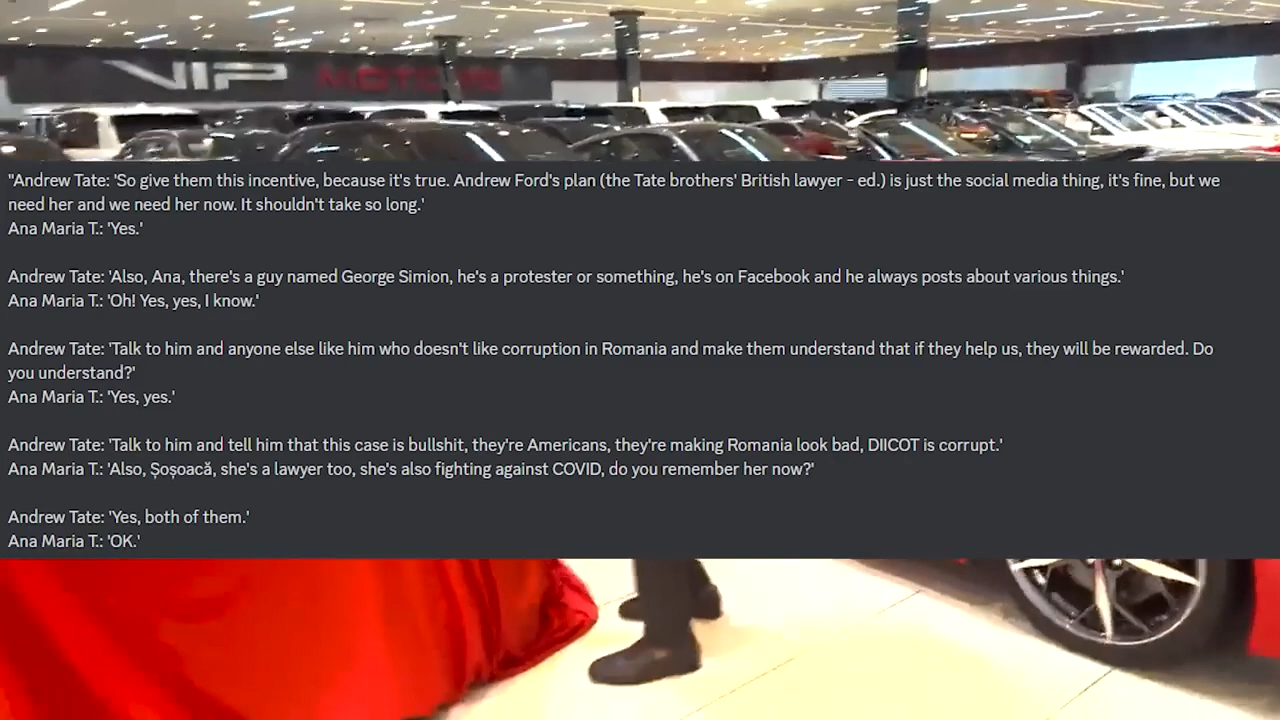 VIP MOTORS
"Andrew Tate: 'So give them this incentive, because it's true. Andrew Ford's plan (the Tate brothers' British lawyer - ed.) is just the social media thing, it's fine, but we
need her and we need her now. It shouldn't take so long.'
Ana Maria T.: 'Yes.'
Andrew Tate: 'Also, Ana, there's a guy named George Simion, he's a protester or something, he's on Facebook and he always posts about various things.'
Ana Maria T.: 'Oh! Yes, yes, I know.'
Andrew Tate: 'Talk to him and anyone else like him who doesn't like corruption in Romania and make them understand that if they help us, they will be rewarded. Do
you understand?'
Ana Maria T.: 'Yes, yes.'
Andrew Tate: 'Talk to him and tell him that this case is bullshit, they're Americans, they're making Romania look bad, DIICOT is corrupt.'
Ana Maria T.: 'Also, Șoșoacă, she's a lawyer too, she's also fighting against COVID, do you remember her now?'
Andrew Tate: 'Yes, both of them.'
Ana Maria T.: 'OK.'